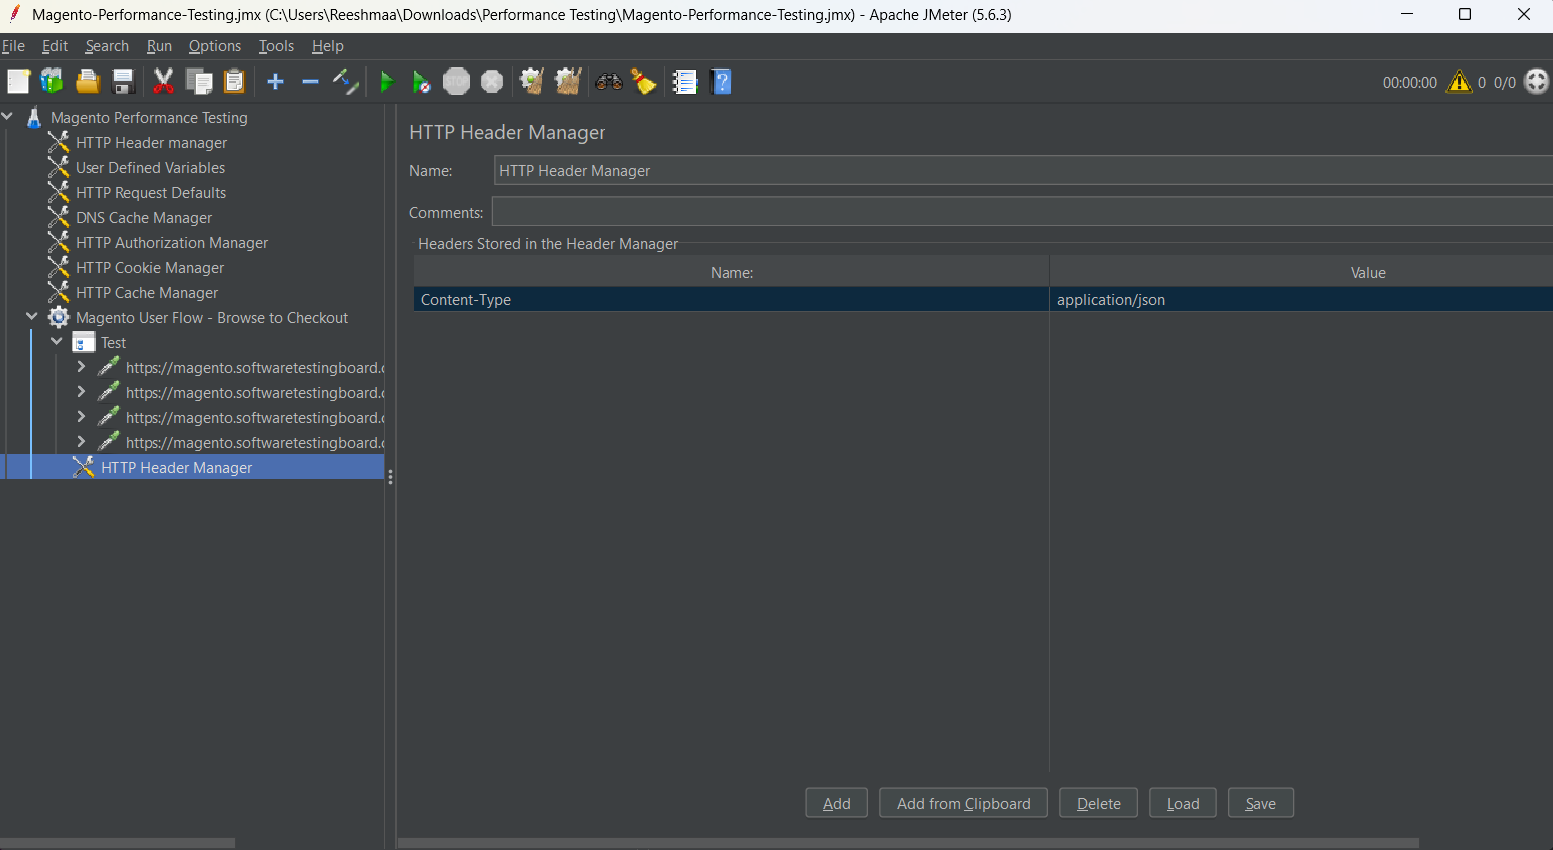 Magento-Performance-Testing.jmx (C:\Users\Reeshmaa\Downloads\Performance Testing\Magento-Performance-Testing.jmx) - Apache JMeter (5.6.3)
File Edit Search Run Options Tools Help
00:00:00 0 0/0
Magento Performance Testing
HTTP Header manager
User Defined Variables
HTTP Request Defaults
DNS Cache Manager
HTTP Authorization Manager
HTTP Cookie Manager
HTTP Cache Manager
Magento User Flow - Browse to Checkout
Test
https://magento.softwaretestingboard.c
https://magento.softwaretestingboard.c
https://magento.softwaretestingboard.c
https://magento.softwaretestingboard.c
HTTP Header Manager
HTTP Header Manager
Name: HTTP Header Manager
Comments:
Headers Stored in the Header Manager
Name: Value
Content-Type application/json
Add Add from Clipboard Delete Load Save